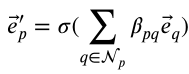 $\vec{e}_p' = \sigma(\sum_{q \in \mathcal{N}_p} \beta_{pq} \vec{e}_q)$